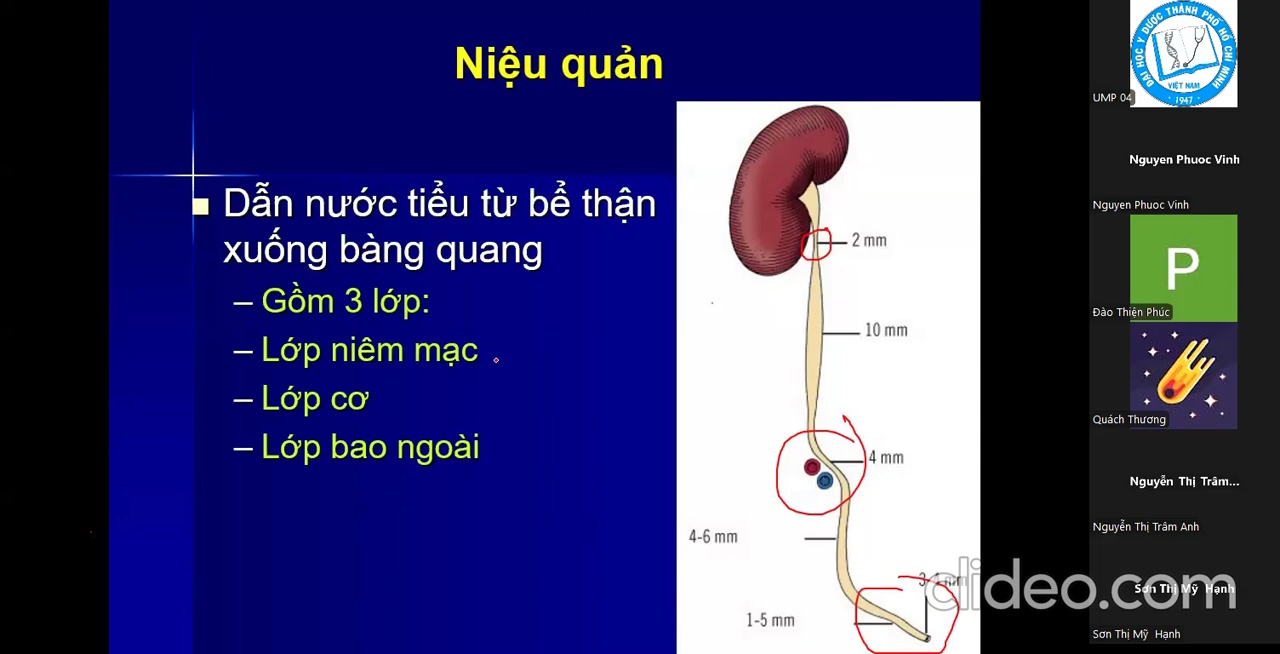 Niệu quản
Dẫn nước tiểu từ bể thận
xuống bàng quang
– Gồm 3 lớp:
– Lớp niêm mạc
– Lớp cơ
– Lớp bao ngoài
2 mm
10 mm
4 mm
4-6 mm
1-5 mm
clideo.com
ĐẠI HỌC Y DƯỢC THÀNH PHỐ HỒ CHÍ MINH
VIỆT NAM
1947
UMP 04
Nguyen Phuoc Vinh
Nguyen Phuoc Vinh
P
Đào Thiện Phúc
Quách Thương
Nguyễn Thị Trâm...
Nguyễn Thị Trâm Anh
Sơn Thị Mỹ Hạnh
Sơn Thị Mỹ Hạnh